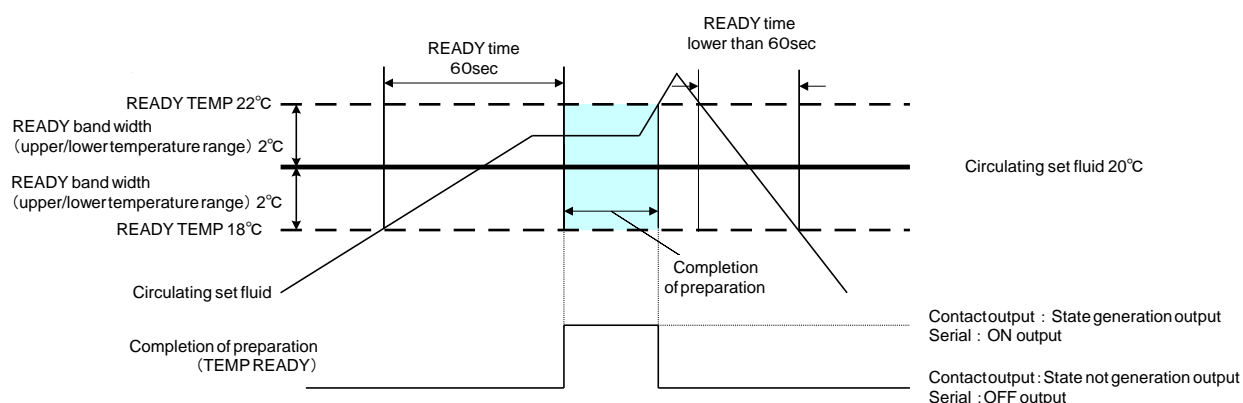 READY time
lower than 60sec
READY time
60sec
READY TEMP 22℃
READY band width
(upper/lower temperature range) 2℃
Circulating set fluid 20℃
READY band width
(upper/lower temperature range) 2℃
READY TEMP 18℃
Completion
of preparation
Circulating set fluid
Contact output : State generation output
Serial : ON output
Completion of preparation
(TEMP READY)
Contact output : State not generation output
Serial : OFF output